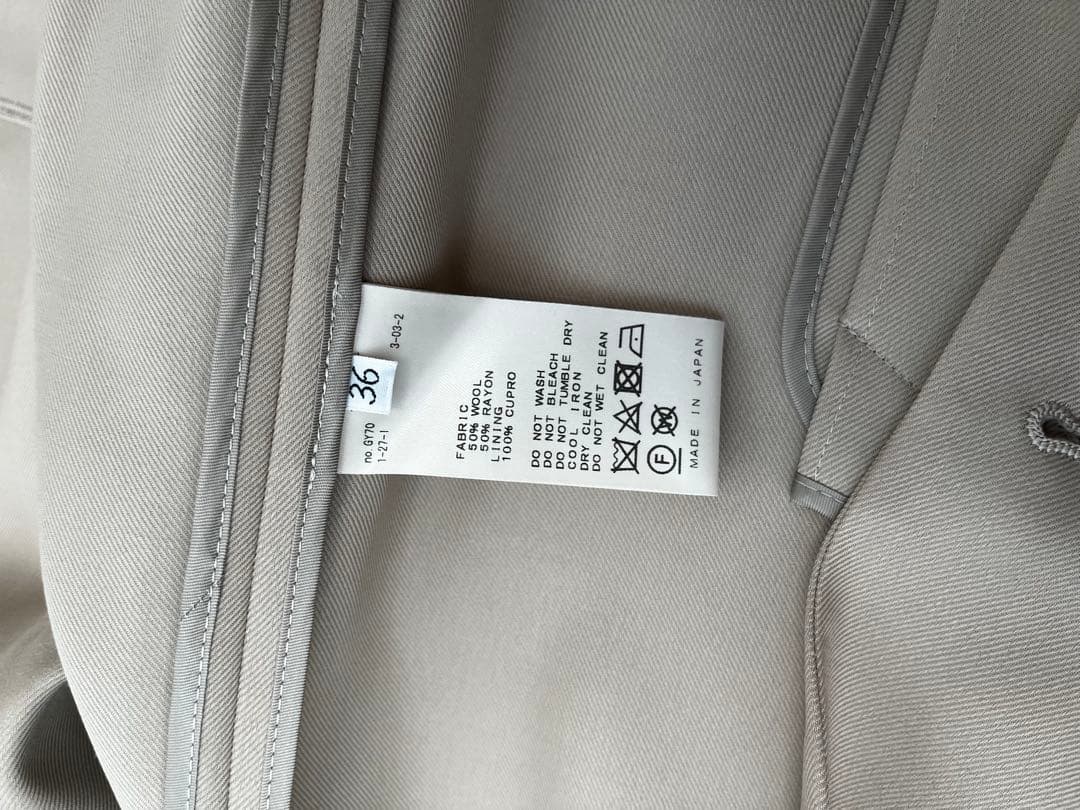 36
no.GY70
1-27-1 3-03-2
FABRIC
50% WOOL
50% RAYON
LINING
100% CUPRO
DO NOT WASH
DO NOT BLEACH
DO NOT TUMBLE DRY
COOL IRON
DRY CLEAN
DO NOT WET CLEAN
F
MADE IN JAPAN